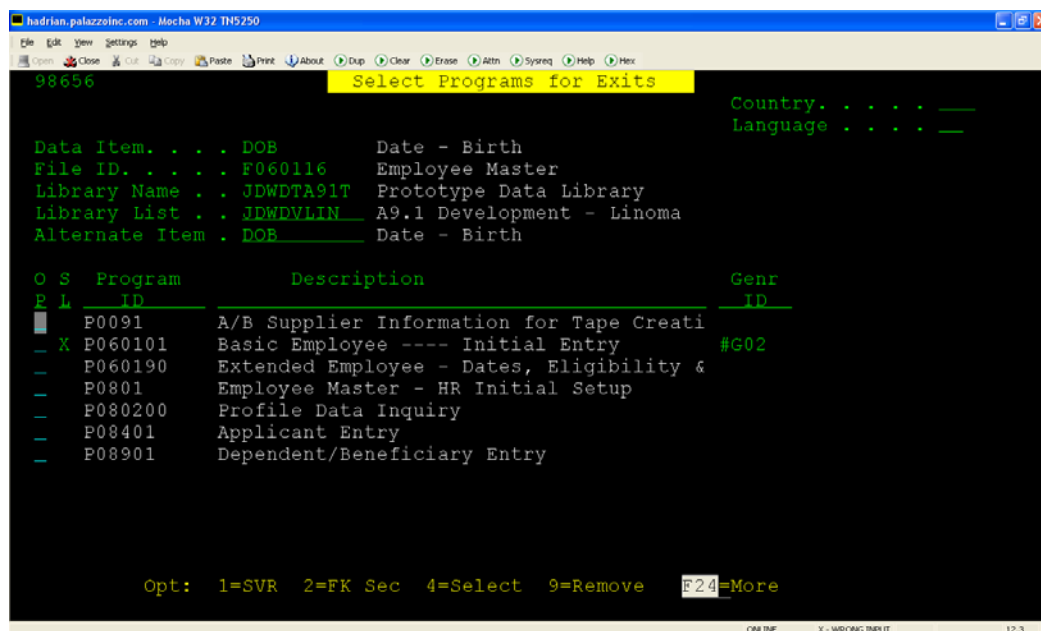 hadrian.palazzoinc.com - Mocha W32 TN5250
File Edit View Settings Help
Open Close Cut Copy Paste Print About Dup Clear Erase Attn Sysreq Help Hex
98656 Select Programs for Exits
Country. . . . . ___
Language . . . . __
Data Item. . . . DOB Date - Birth
File ID. . . . . F060116 Employee Master
Library Name . . JDWDTA91T Prototype Data Library
Library List . . JDWDVLIN A9.1 Development - Linoma
Alternate Item . DOB Date - Birth
O S Program Description Genr
P L ID ID
P0091 A/B Supplier Information for Tape Creati
X P060101 Basic Employee ---- Initial Entry #G02
P060190 Extended Employee - Dates, Eligibility &
P0801 Employee Master - HR Initial Setup
P080200 Profile Data Inquiry
P08401 Applicant Entry
P08901 Dependent/Beneficiary Entry
Opt: 1=SVR 2=FK Sec 4=Select 9=Remove F24=More
ONLINE X - WRONG INPUT 12,3